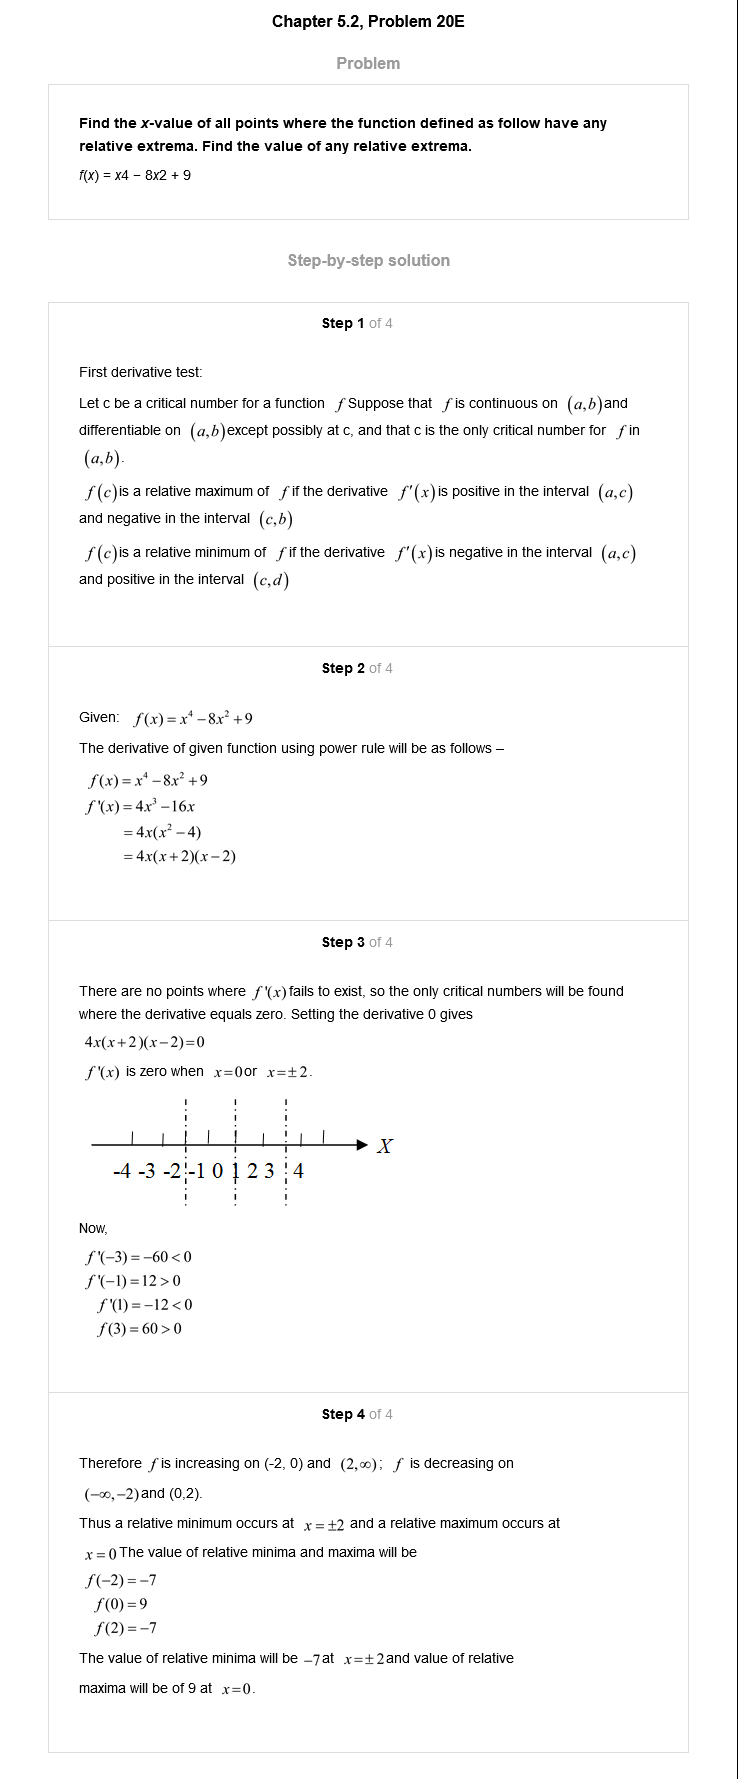 Chapter 5.2, Problem 20E
Problem
Find the x-value of all points where the function defined as follow have any
relative extrema. Find the value of any relative extrema.
f(x) = x4 − 8x2 + 9
Step-by-step solution
Step 1 of 4
First derivative test:
Let c be a critical number for a function f Suppose that f is continuous on (a,b) and
differentiable on (a,b) except possibly at c, and that c is the only critical number for f in
(a,b).
f(c) is a relative maximum of f if the derivative f'(x) is positive in the interval (a,c)
and negative in the interval (c,b)
f(c) is a relative minimum of f if the derivative f'(x) is negative in the interval (a,c)
and positive in the interval (c,d)
Step 2 of 4
Given: f(x) = x⁴ − 8x² + 9
The derivative of given function using power rule will be as follows –
f(x) = x⁴ − 8x² + 9
f'(x) = 4x³ − 16x
= 4x(x² − 4)
= 4x(x + 2)(x − 2)
Step 3 of 4
There are no points where f'(x) fails to exist, so the only critical numbers will be found
where the derivative equals zero. Setting the derivative 0 gives
4x(x+2)(x−2)=0
f'(x) is zero when x=0 or x=±2.
X
-4 -3 -2 -1 0 1 2 3 4
Now,
f'(−3) = −60 < 0
f'(−1) = 12 > 0
f'(1) = −12 < 0
f(3) = 60 > 0
Step 4 of 4
Therefore f is increasing on (-2, 0) and (2,∞); f is decreasing on
(−∞,−2) and (0,2).
Thus a relative minimum occurs at x = ±2 and a relative maximum occurs at
x = 0 The value of relative minima and maxima will be
f(−2) = −7
f(0) = 9
f(2) = −7
The value of relative minima will be −7 at x=±2 and value of relative
maxima will be of 9 at x=0.